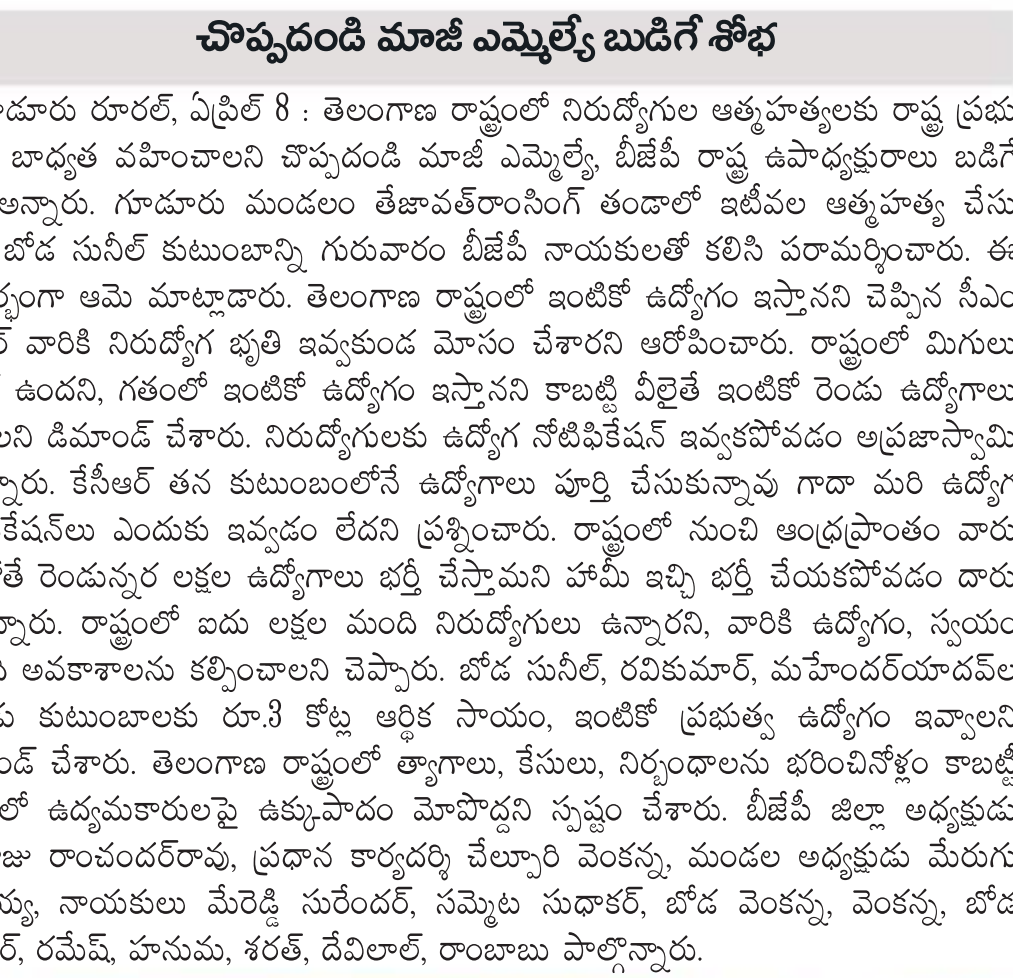 చొప్పదండి మాజీ ఎమ్మెల్యే బుడిగే శోభ
డూరు రూరల్, ఏప్రిల్ 8 : తెలంగాణ రాష్ట్రంలో నిరుద్యోగుల ఆత్మహత్యలకు రాష్ట్ర ప్రభు
బాధ్యత వహించాలని చొప్పదండి మాజీ ఎమ్మెల్యే, బీజేపీ రాష్ట్ర ఉపాధ్యక్షురాలు బడిగే
అన్నారు. గూడూరు మండలం తేజావత్‌రాంసింగ్ తండాలో ఇటీవల ఆత్మహత్య చేసు
బోడ సునీల్ కుటుంబాన్ని గురువారం బీజేపీ నాయకులతో కలిసి పరామర్శించారు. ఈ
ర్భంగా ఆమె మాట్లాడారు. తెలంగాణ రాష్ట్రంలో ఇంటికో ఉద్యోగం ఇస్తానని చెప్పిన సీఎం
ర్ వారికి నిరుద్యోగ భృతి ఇవ్వకుండ మోసం చేశారని ఆరోపించారు. రాష్ట్రంలో మిగులు
ఉందని, గతంలో ఇంటికో ఉద్యోగం ఇస్తానని కాబట్టి వీలైతే ఇంటికో రెండు ఉద్యోగాలు
లని డిమాండ్ చేశారు. నిరుద్యోగులకు ఉద్యోగ నోటిఫికేషన్ ఇవ్వకపోవడం అప్రజాస్వామి
న్నారు. కేసీఆర్ తన కుటుంబంలోనే ఉద్యోగాలు పూర్తి చేసుకున్నావు గాదా మరి ఉద్యోగ
కేషన్‌లు ఎందుకు ఇవ్వడం లేదని ప్రశ్నించారు. రాష్ట్రంలో నుంచి ఆంధ్రప్రాంతం వారు
తే రెండున్నర లక్షల ఉద్యోగాలు భర్తీ చేస్తామని హామీ ఇచ్చి భర్తీ చేయకపోవడం దారు
న్నారు. రాష్ట్రంలో ఐదు లక్షల మంది నిరుద్యోగులు ఉన్నారని, వారికి ఉద్యోగం, స్వయం
అవకాశాలను కల్పించాలని చెప్పారు. బోడ సునీల్, రవికుమార్, మహేందర్‌యాదవ్‌ల
కుటుంబాలకు రూ.3 కోట్ల ఆర్థిక సాయం, ఇంటికో ప్రభుత్వ ఉద్యోగం ఇవ్వాలని
ండ్ చేశారు. తెలంగాణ రాష్ట్రంలో త్యాగాలు, కేసులు, నిర్బంధాలను భరించినోళ్లం కాబట్టి
లో ఉద్యమకారులపై ఉక్కుపాదం మోపొద్దని స్పష్టం చేశారు. బీజేపీ జిల్లా అధ్యక్షుడు
జు రాంచందర్‌రావు, ప్రధాన కార్యదర్శి చేల్పూరి వెంకన్న, మండల అధ్యక్షుడు మేరుగు
య్య, నాయకులు మేరెడ్డి సురేందర్, సమ్మెట సుధాకర్, బోడ వెంకన్న, వెంకన్న, బోడ
ర్, రమేష్, హనుమ, శరత్, దేవిలాల్, రాంబాబు పాల్గొన్నారు.